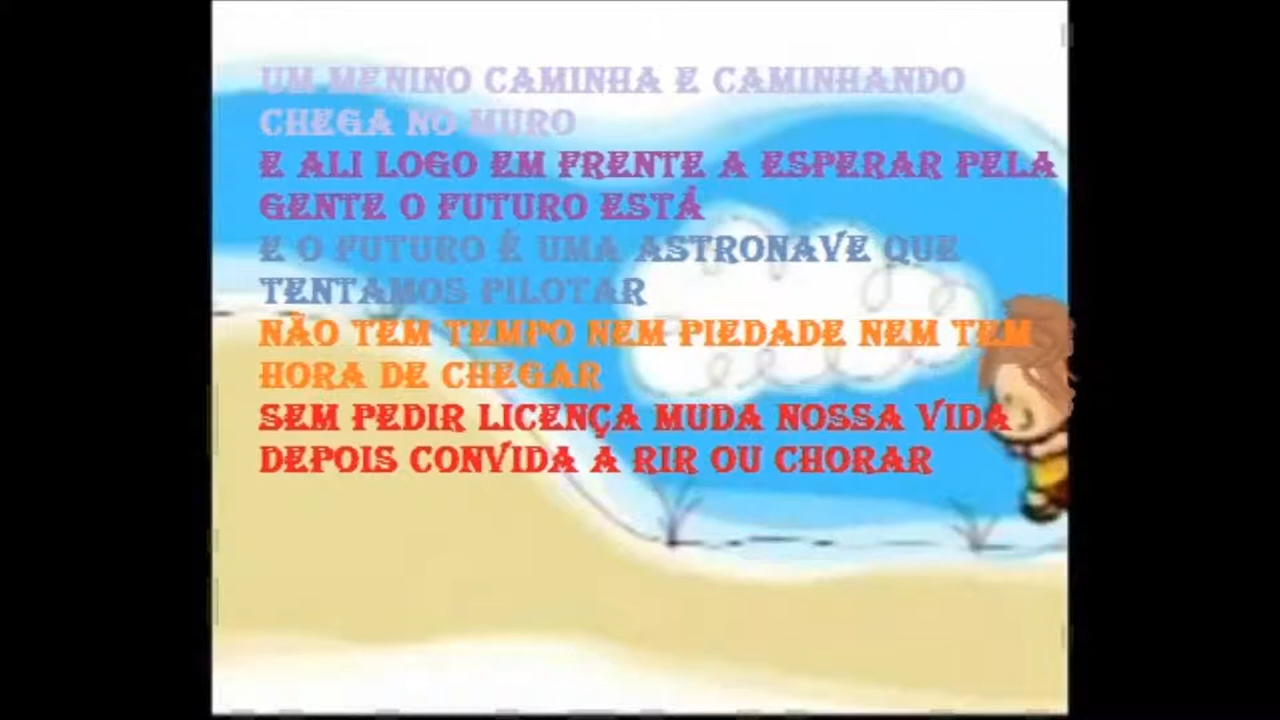 UM MENINO CAMINHA E CAMINHANDO
CHEGA NO MURO
E ALI LOGO EM FRENTE A ESPERAR PELA
GENTE O FUTURO ESTÁ
E O FUTURO É UMA ASTRONAVE QUE
TENTAMOS PILOTAR
NÃO TEM TEMPO NEM PIEDADE NEM TEM
HORA DE CHEGAR
SEM PEDIR LICENÇA MUDA NOSSA VIDA
DEPOIS CONVIDA A RIR OU CHORAR